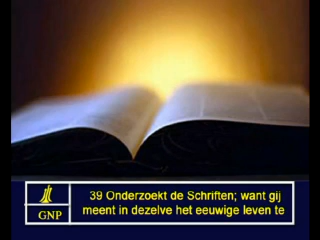 39 Onderzoekt de Schriften; want gij
meent in dezelve het eeuwige leven te
GNP